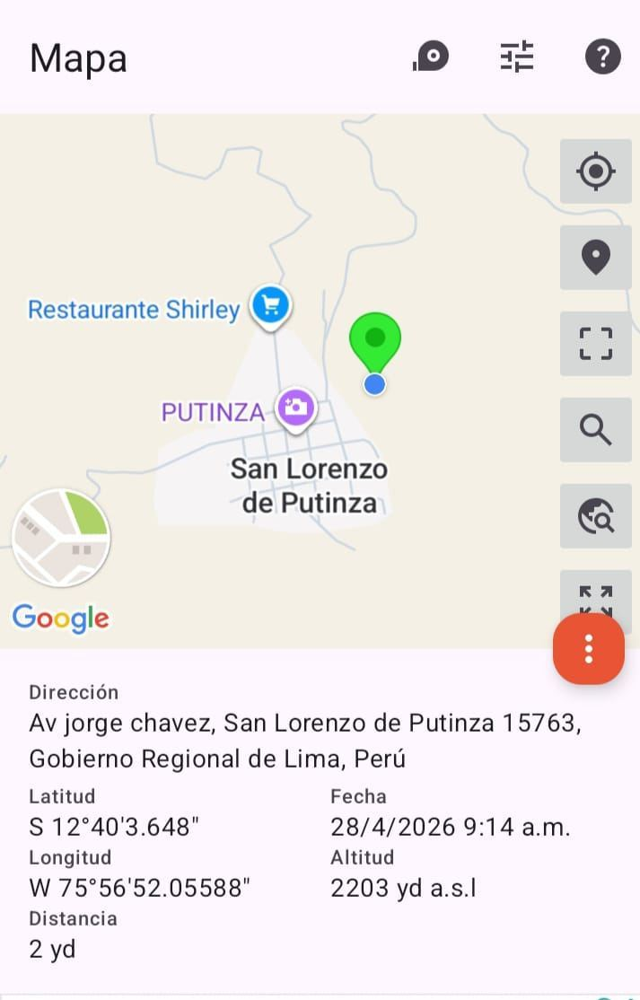 Mapa
Restaurante Shirley
PUTINZA
San Lorenzo
de Putinza
Google
Dirección
Av jorge chavez, San Lorenzo de Putinza 15763,
Gobierno Regional de Lima, Perú
Latitud
S 12°40'3.648"
Fecha
28/4/2026 9:14 a.m.
Longitud
W 75°56'52.05588"
Altitud
2203 yd a.s.l
Distancia
2 yd